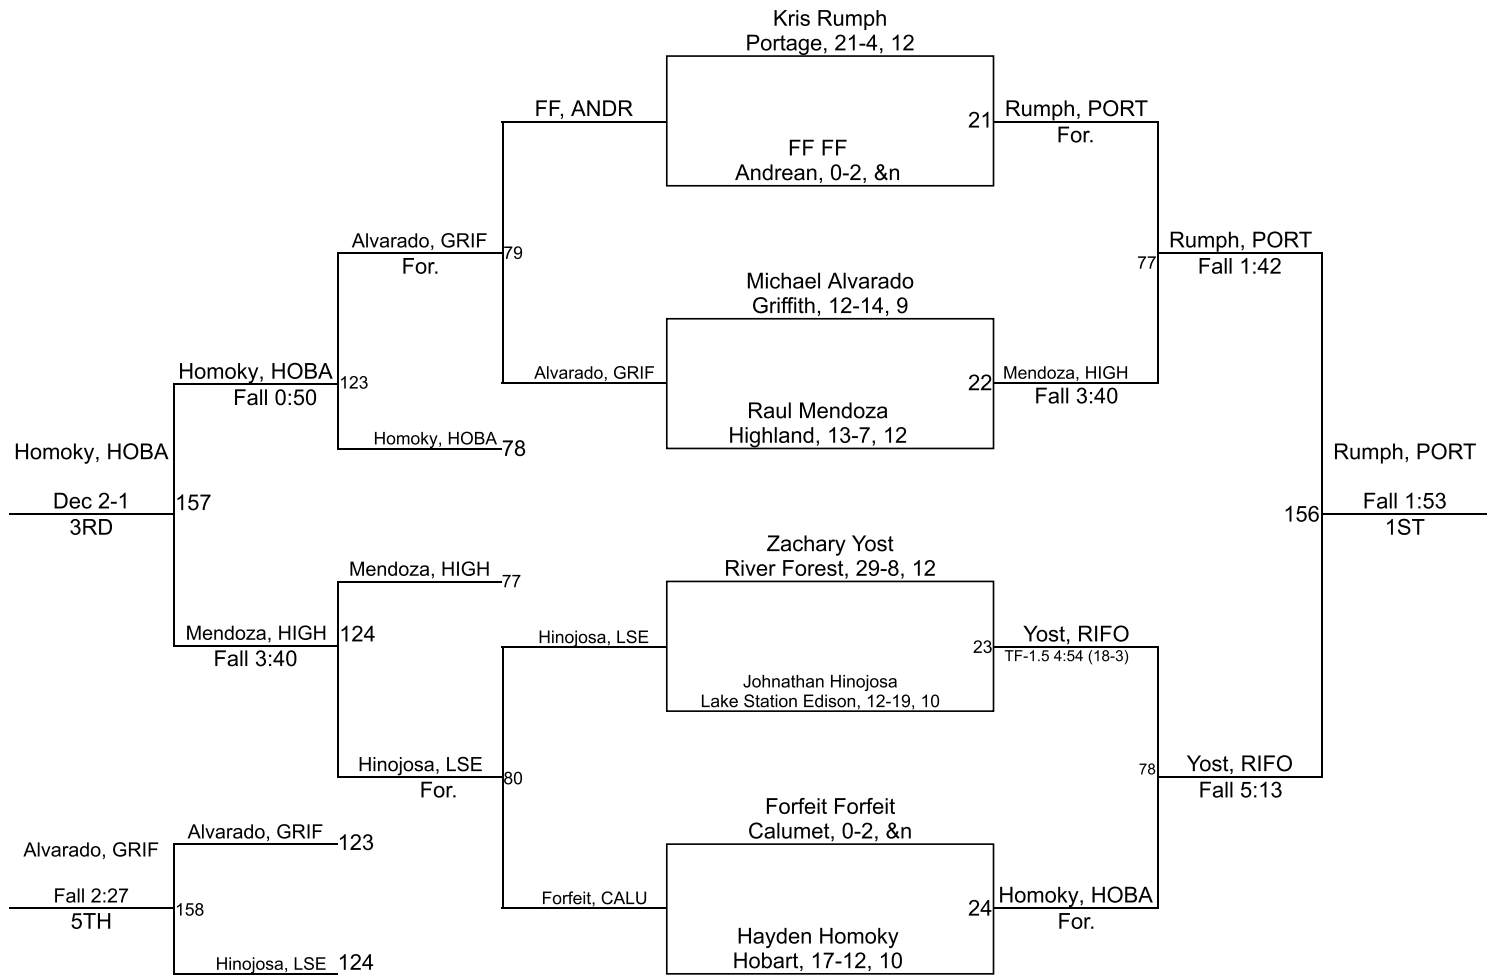 Kris Rumph
Portage, 21-4, 12
FF, ANDR
21
Rumph, PORT
For.
FF FF
Andrean, 0-2, &n
Alvarado, GRIF
For.
79
77
Rumph, PORT
Fall 1:42
Michael Alvarado
Griffith, 12-14, 9
Homoky, HOBA
Fall 0:50
123
Alvarado, GRIF
22
Mendoza, HIGH
Fall 3:40
Raul Mendoza
Highland, 13-7, 12
Homoky, HOBA
78
Homoky, HOBA
Dec 2-1
3RD
157
156
Rumph, PORT
Fall 1:53
1ST
Zachary Yost
River Forest, 29-8, 12
Mendoza, HIGH
77
Mendoza, HIGH
Fall 3:40
124
Hinojosa, LSE
23
Yost, RIFO
TF-1.5 4:54 (18-3)
Johnathan Hinojosa
Lake Station Edison, 12-19, 10
Hinojosa, LSE
For.
80
78
Yost, RIFO
Fall 5:13
Forfeit Forfeit
Calumet, 0-2, &n
Alvarado, GRIF
123
Alvarado, GRIF
Fall 2:27
5TH
158
Forfeit, CALU
24
Homoky, HOBA
For.
Hayden Homoky
Hobart, 17-12, 10
Hinojosa, LSE
124